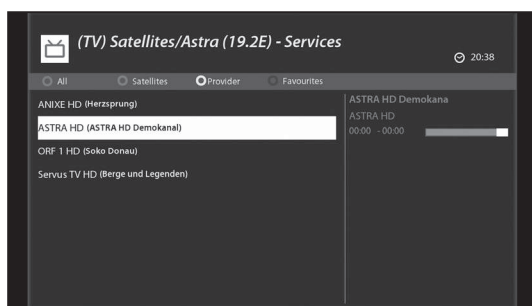 (TV) Satellites/Astra (19.2E) - Services
20:38
All Satellites Provider Favourites
ANIXE HD (Herzsprung)
ASTRA HD (ASTRA HD Demokanal)
ORF 1 HD (Soko Donau)
Servus TV HD (Berge und Legenden)
ASTRA HD Demokana
ASTRA HD
00:00 - 00:00